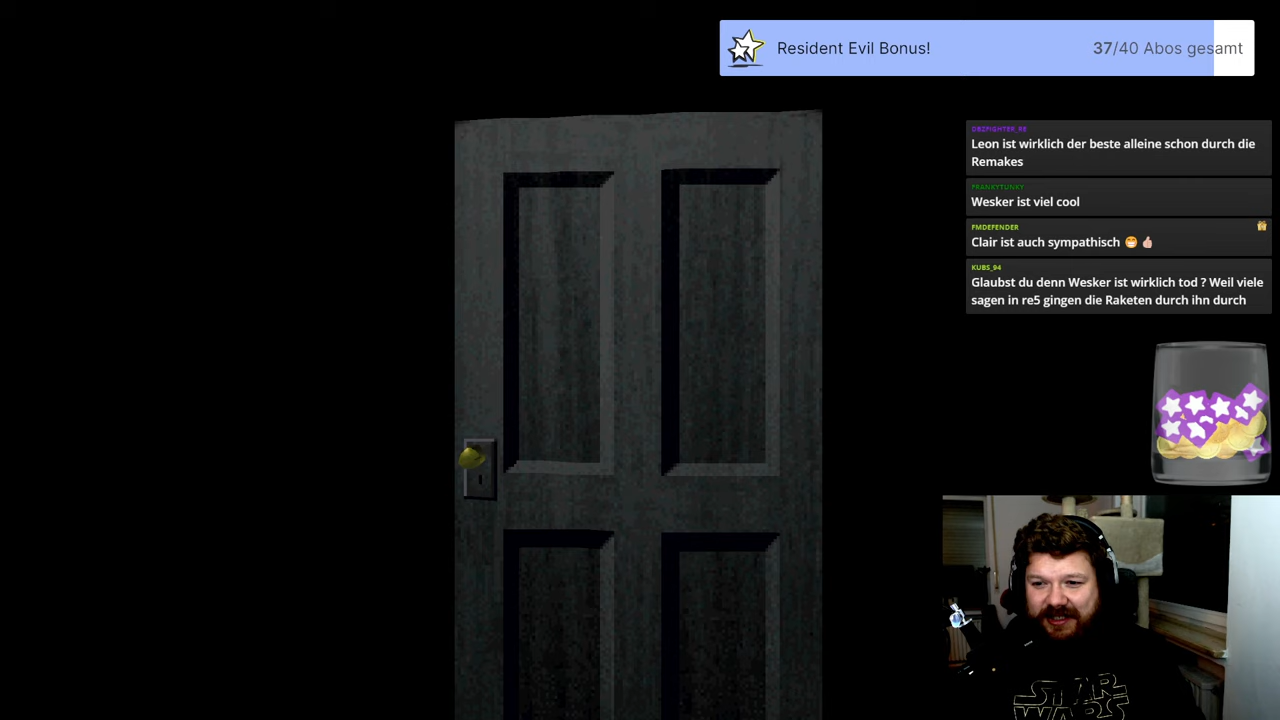 Resident Evil Bonus!
37/40 Abos gesamt
DBZFIGHTER_RE
Leon ist wirklich der beste alleine schon durch die
Remakes
FRANKYTUNKY
Wesker ist viel cool
FMDEFENDER
Clair ist auch sympathisch 😁 👍🏻
KUBS_94
Glaubst du denn Wesker ist wirklich tod ? Weil viele
sagen in re5 gingen die Raketen durch ihn durch
STAR
WARS